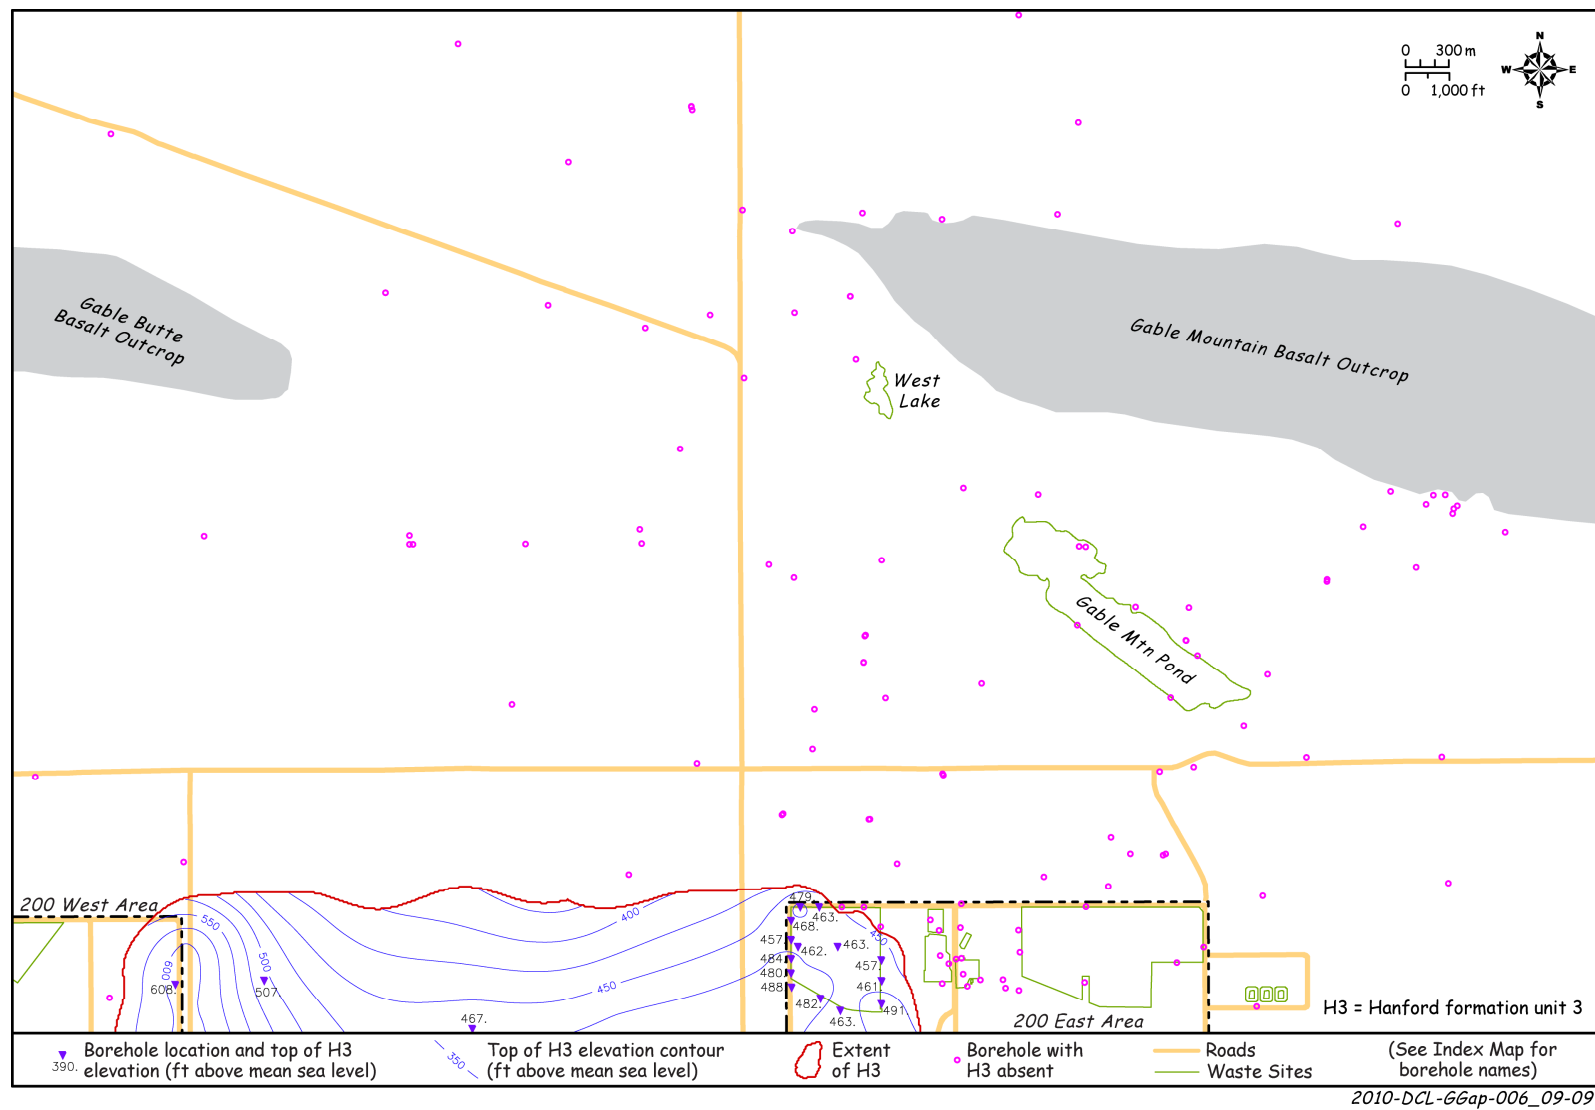 N
W E
S
0 300 m
0 1,000 ft
Gable Butte
Basalt Outcrop
Gable Mountain Basalt Outcrop
West
Lake
Gable Mtn Pond
200 West Area
550
500
600
608.
507.
467.
400
450
479.
463.
468.
457.
462.
463.
450
484.
457.
480.
461.
488.
482.
491.
463.
200 East Area
H3 = Hanford formation unit 3
390.
Borehole location and top of H3
elevation (ft above mean sea level)
350
Top of H3 elevation contour
(ft above mean sea level)
Extent
of H3
Borehole with
H3 absent
Roads
Waste Sites
(See Index Map for
borehole names)
2010-DCL-GGap-006_09-09